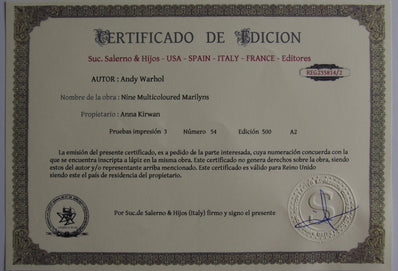 CERTIFICADO DE EDICION
Suc. Salerno & Hijos - USA - SPAIN - ITALY - FRANCE - Editores
REG235814/2
AUTOR : Andy Warhol
Nombre de la obra : Nine Multicoloured Marilyns
Propietario : Anna Kirwan
Pruebas impresión 3 Número 54 Edición 500 A2
La emisión del presente certificado, es a pedido de la parte interesada, cuya numeración concuerda con la
que se encuentra inscripta a lápiz en la misma obra. Este certificado no genera derechos sobre la obra, siendo
estos del autor y/o representante arriba mencionado. Este certificado es válido para Reino Unido
siendo este el país de residencia del propietario.
Por Suc.de Salerno & Hijos (Italy) firmo y signo el presente